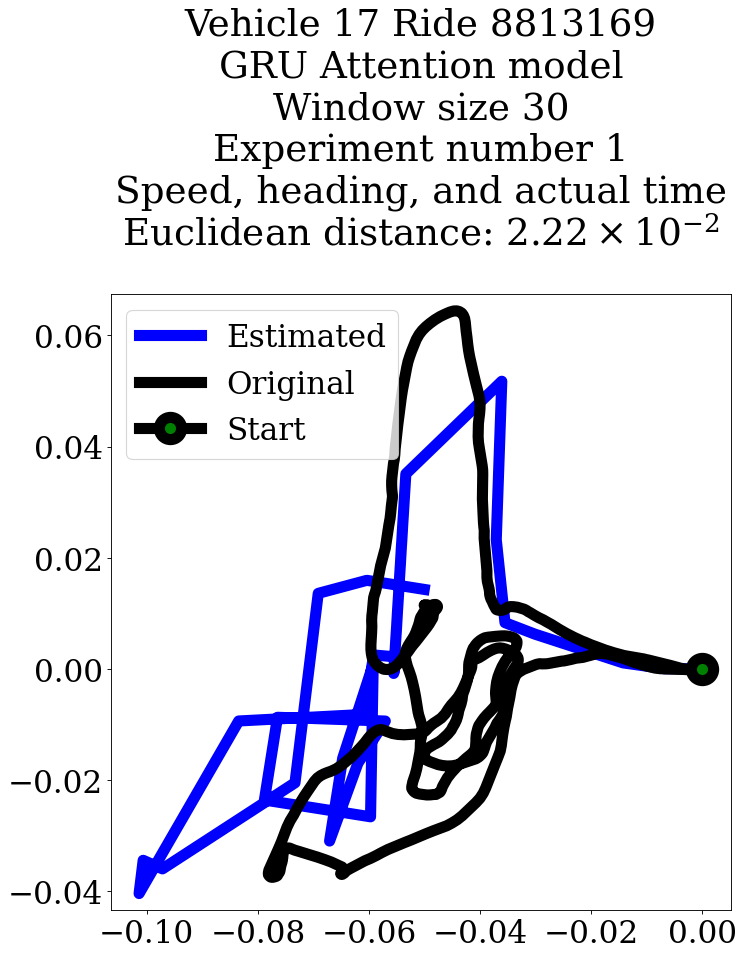 Vehicle 17 Ride 8813169
GRU Attention model
Window size 30
Experiment number 1
Speed, heading, and actual time
Euclidean distance: 2.22 × 10⁻²
Estimated
Original
Start
0.06
0.04
0.02
0.00
−0.02
−0.04
−0.10 −0.08 −0.06 −0.04 −0.02 0.00